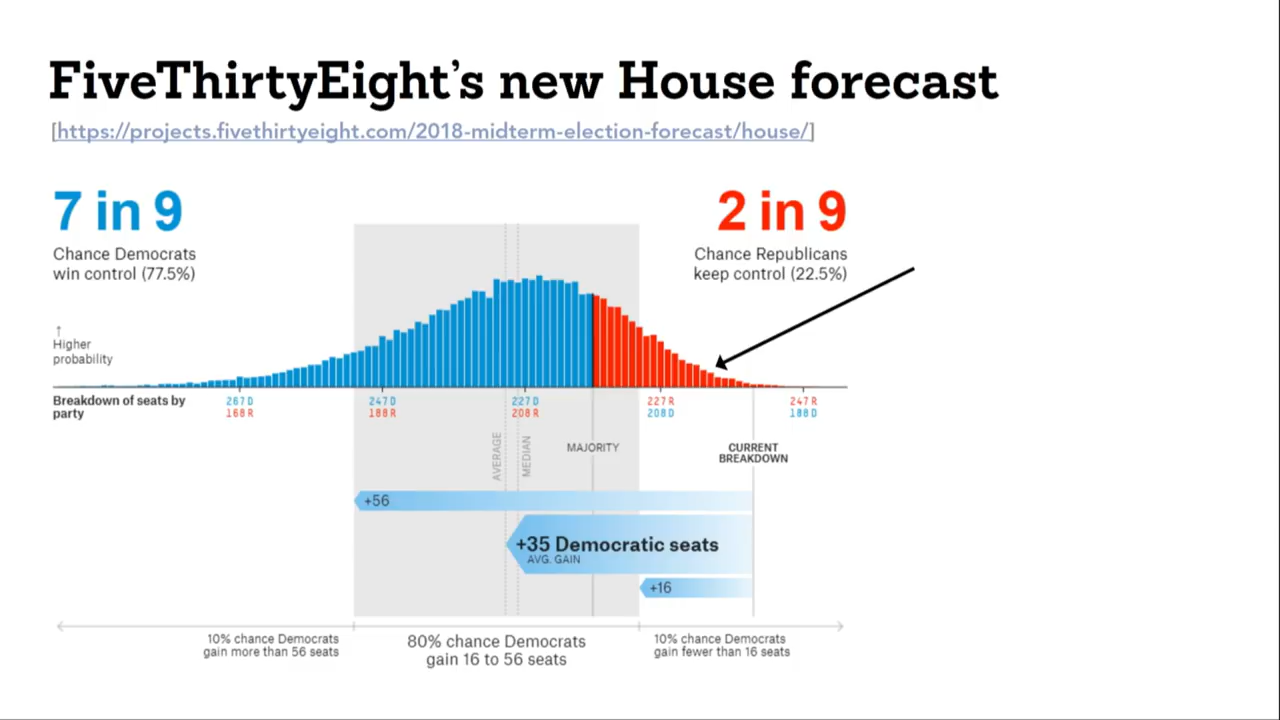 FiveThirtyEight's new House forecast
[https://projects.fivethirtyeight.com/2018-midterm-election-forecast/house/]
7 in 9
Chance Democrats
win control (77.5%)
2 in 9
Chance Republicans
keep control (22.5%)
↑
Higher
probability
Breakdown of seats by
party
267 D
168 R
247 D
188 R
227 D
208 R
227 R
208 D
247 R
188 D
AVERAGE
MEDIAN
MAJORITY
CURRENT
BREAKDOWN
+56
+35 Democratic seats
AVG. GAIN
+16
10% chance Democrats
gain more than 56 seats
80% chance Democrats
gain 16 to 56 seats
10% chance Democrats
gain fewer than 16 seats